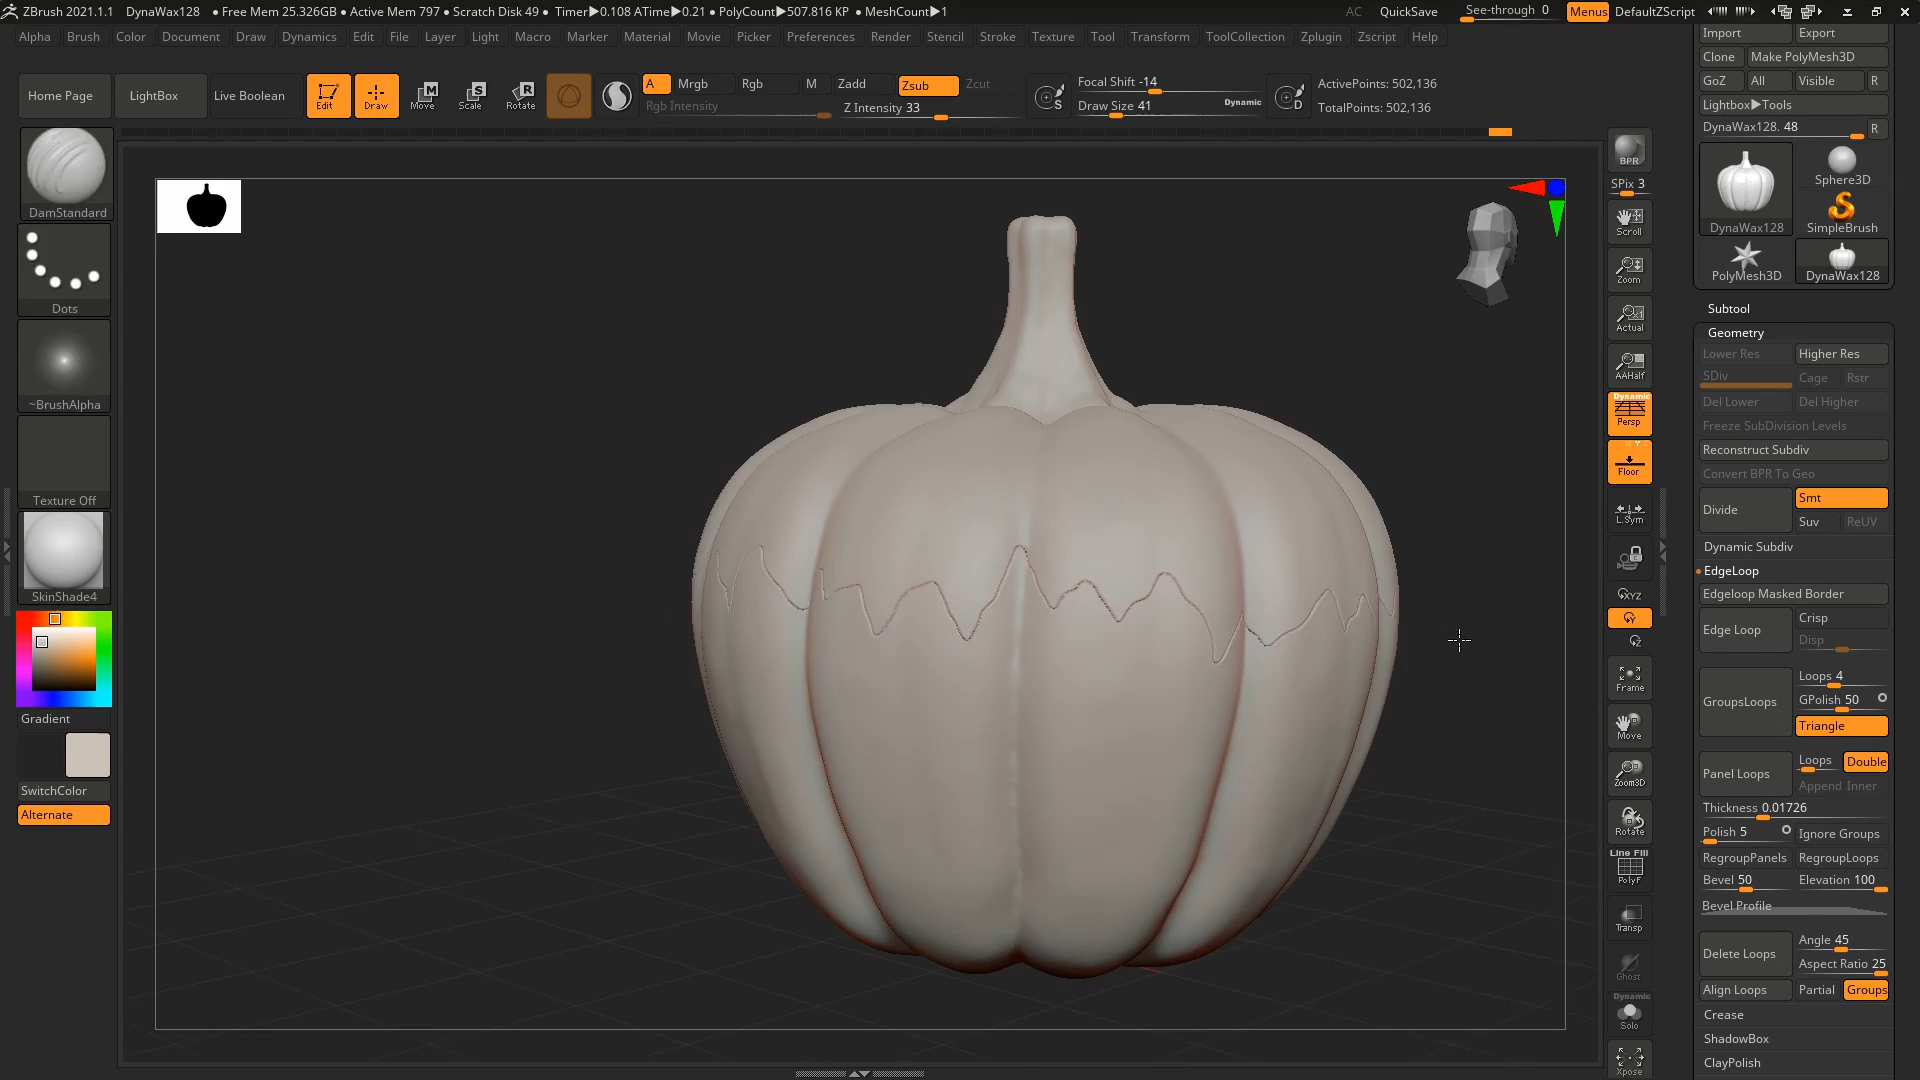 ZBrush 2021.1.1 DynaWax128 • Free Mem 25.326GB • Active Mem 797 • Scratch Disk 49 • Timer▶0.108 ATime▶0.21 • PolyCount▶507.816 KP • MeshCount▶1 AC QuickSave See-through 0 Menus DefaultZScript
Alpha Brush Color Document Draw Dynamics Edit File Layer Light Macro Marker Material Movie Picker Preferences Render Stencil Stroke Texture Tool Transform ToolCollection Zplugin Zscript Help
Home Page LightBox Live Boolean Edit Draw Move Scale Rotate
A Mrgb Rgb M Zadd Zsub Zcut
Rgb Intensity Z Intensity 33
S Focal Shift -14
Draw Size 41 Dynamic D
ActivePoints: 502,136
TotalPoints: 502,136
DamStandard
Dots
~BrushAlpha
Texture Off
SkinShade4
Gradient
SwitchColor
Alternate
BPR
SPix 3
Scroll
Zoom
Actual
AAHalf
Dynamic
Persp
Floor
L.Sym
XYZ
Y
Z
Frame
Move
Zoom3D
Rotate
Line Fill
PolyF
Transp
Ghost
Dynamic
Solo
Xpose
Import Export
Clone Make PolyMesh3D
GoZ All Visible R
Lightbox▶Tools
DynaWax128. 48 R
DynaWax128 Sphere3D
SimpleBrush
PolyMesh3D DynaWax128
Subtool
Geometry
Lower Res Higher Res
SDiv Cage Rstr
Del Lower Del Higher
Freeze SubDivision Levels
Reconstruct Subdiv
Convert BPR To Geo
Divide Smt
Suv ReUV
Dynamic Subdiv
EdgeLoop
Edgeloop Masked Border
Edge Loop Crisp
Disp
GroupsLoops Loops 4
GPolish 50
Triangle
Panel Loops Loops Double
Append Inner
Thickness 0.01726
Polish 5 Ignore Groups
RegroupPanels RegroupLoops
Bevel 50 Elevation 100
Bevel Profile
Delete Loops Angle 45
Aspect Ratio 25
Align Loops Partial Groups
Crease
ShadowBox
ClayPolish